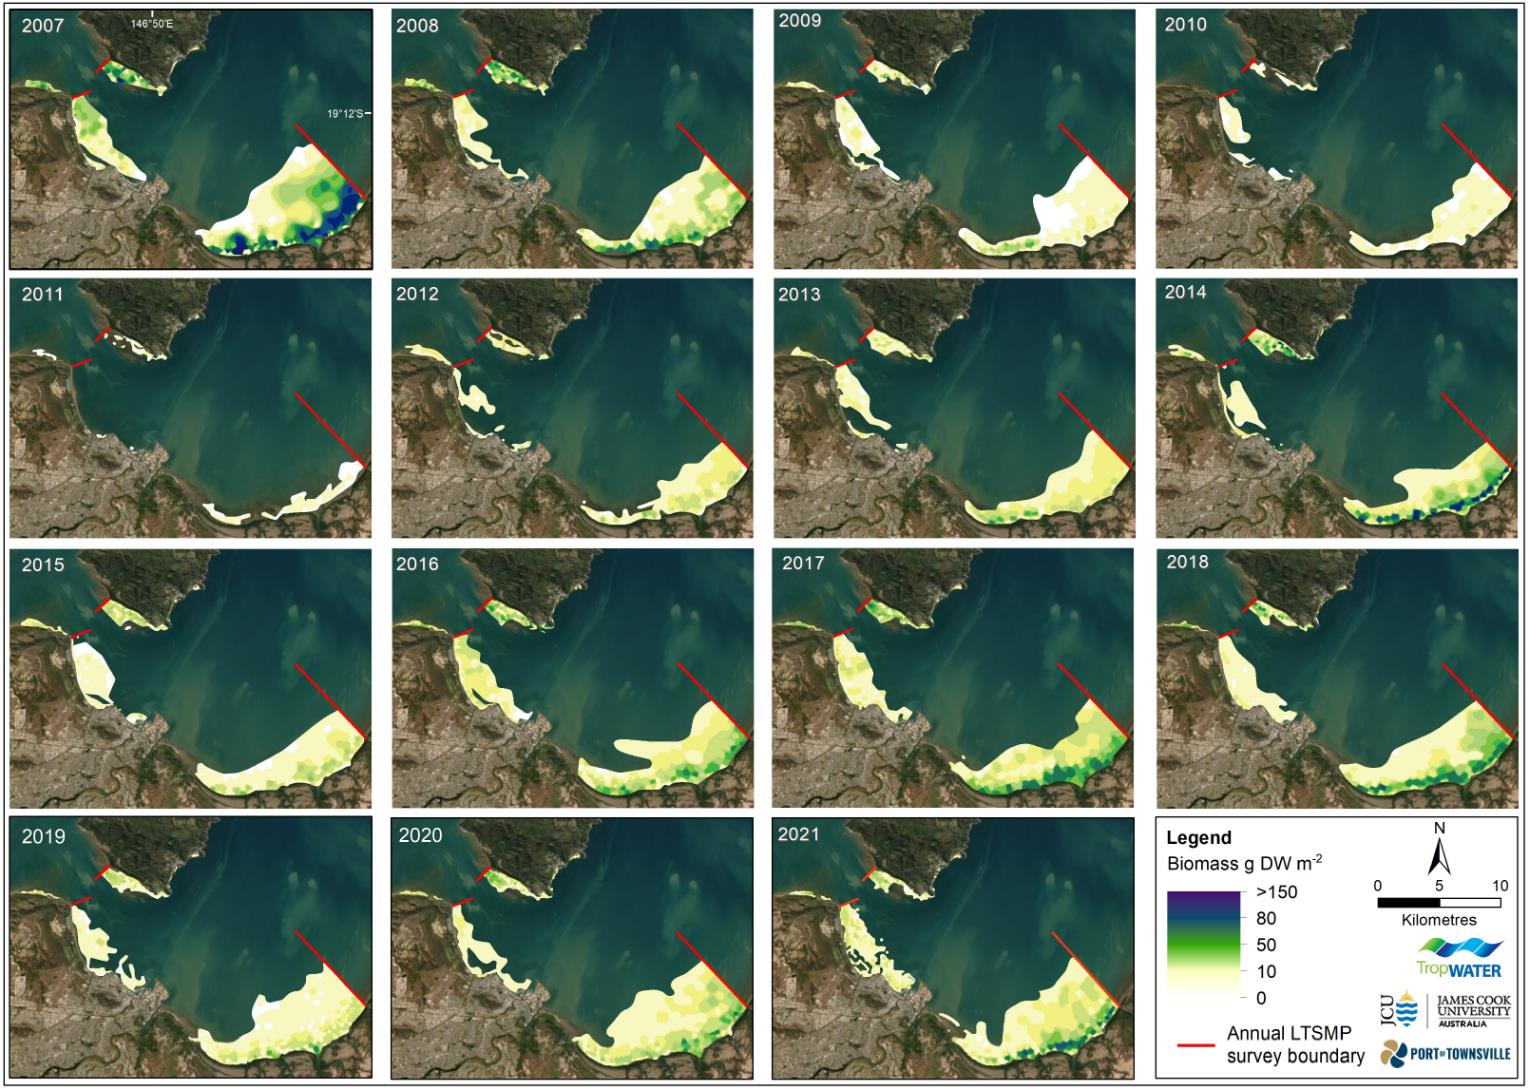 2007
146°50'E
19°12'S
2008
2009
2010
2011
2012
2013
2014
2015
2016
2017
2018
2019
2020
2021
Legend
Biomass g DW m⁻²
>150
80
50
10
0
N
0 5 10
Kilometres
TropWATER
JCU
JAMES COOK
UNIVERSITY
AUSTRALIA
Annual LTSMP
survey boundary
PORT OF TOWNSVILLE